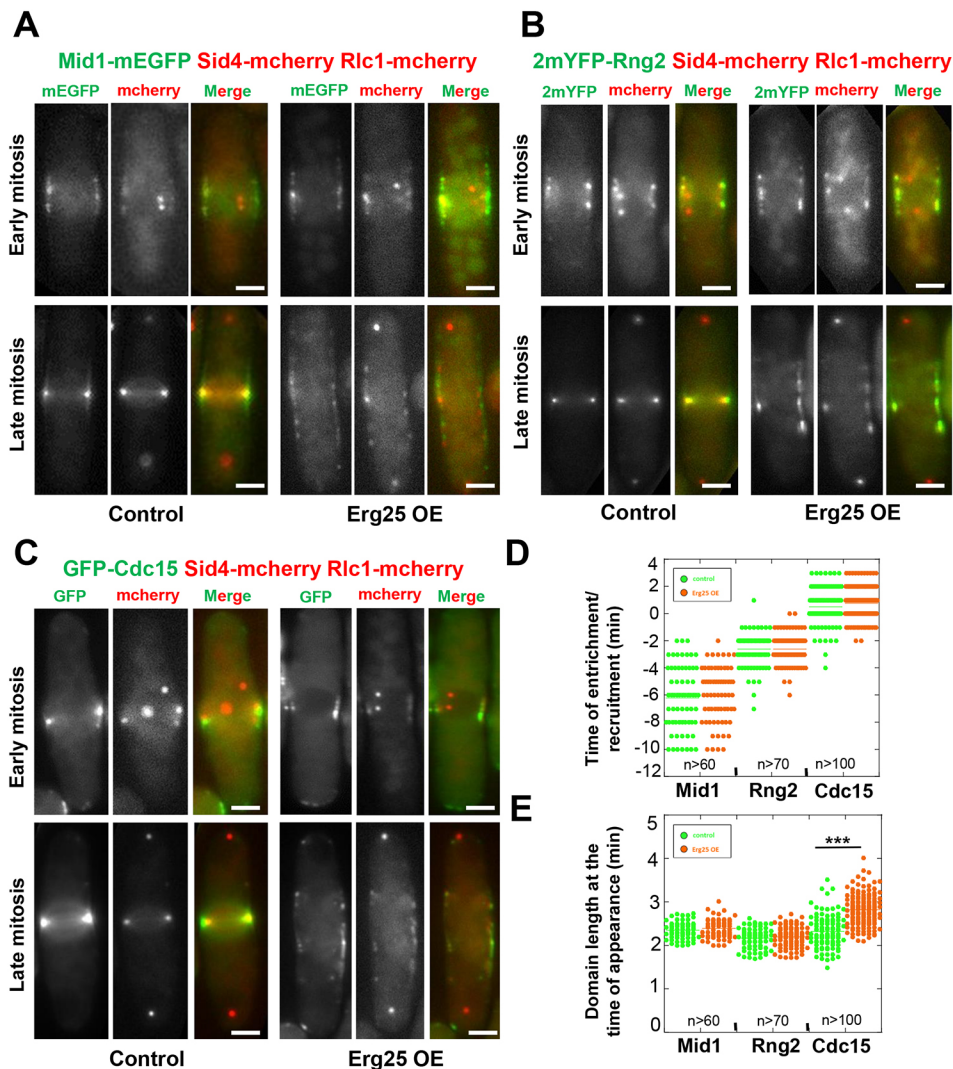 A
Mid1-mEGFP Sid4-mcherry Rlc1-mcherry
mEGFP mcherry Merge mEGFP mcherry Merge
Early mitosis
Late mitosis
Control Erg25 OE
B
2mYFP-Rng2 Sid4-mcherry Rlc1-mcherry
2mYFP mcherry Merge 2mYFP mcherry Merge
Early mitosis
Late mitosis
Control Erg25 OE
C
GFP-Cdc15 Sid4-mcherry Rlc1-mcherry
GFP mcherry Merge GFP mcherry Merge
Early mitosis
Late mitosis
Control Erg25 OE
D
Time of entrichment/
recruitment (min)
4
2
0
-2
-4
-6
-8
-10
-12
control
Erg25 OE
n>60 n>70 n>100
Mid1 Rng2 Cdc15
E
Domain length at the
time of appearance (min)
5
4
3
2
1
0
control
Erg25 OE
***
n>60 n>70 n>100
Mid1 Rng2 Cdc15